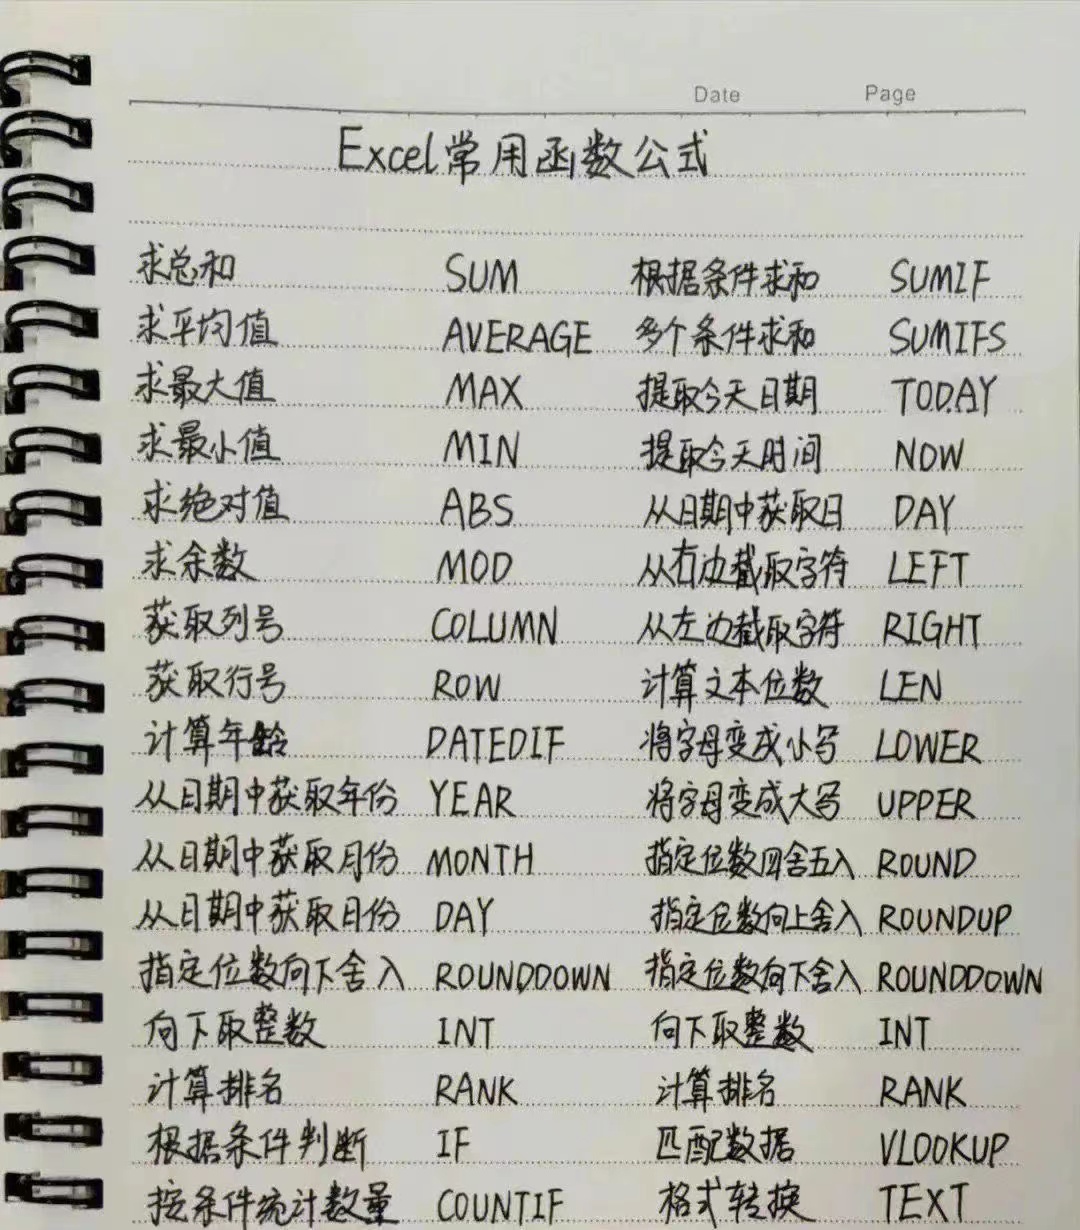 Date Page
Excel常用函数公式
求总和 SUM 根据条件求和 SUMIF
求平均值 AVERAGE 多个条件求和 SUMIFS
求最大值 MAX 提取今天日期 TODAY
求最小值 MIN 提取今天时间 NOW
求绝对值 ABS 从日期中获取日 DAY
求余数 MOD 从右边截取字符 LEFT
获取列号 COLUMN 从左边截取字符 RIGHT
获取行号 ROW 计算文本位数 LEN
计算年龄 DATEDIF 将字母变成小写 LOWER
从日期中获取年份 YEAR 将字母变成大写 UPPER
从日期中获取月份 MONTH 指定位数四舍五入 ROUND
从日期中获取日份 DAY 指定位数向上舍入 ROUNDUP
指定位数向下舍入 ROUNDDOWN 指定位数向下舍入 ROUNDDOWN
向下取整数 INT 向下取整数 INT
计算排名 RANK 计算排名 RANK
根据条件判断 IF 匹配数据 VLOOKUP
按条件统计数量 COUNTIF 格式转换 TEXT